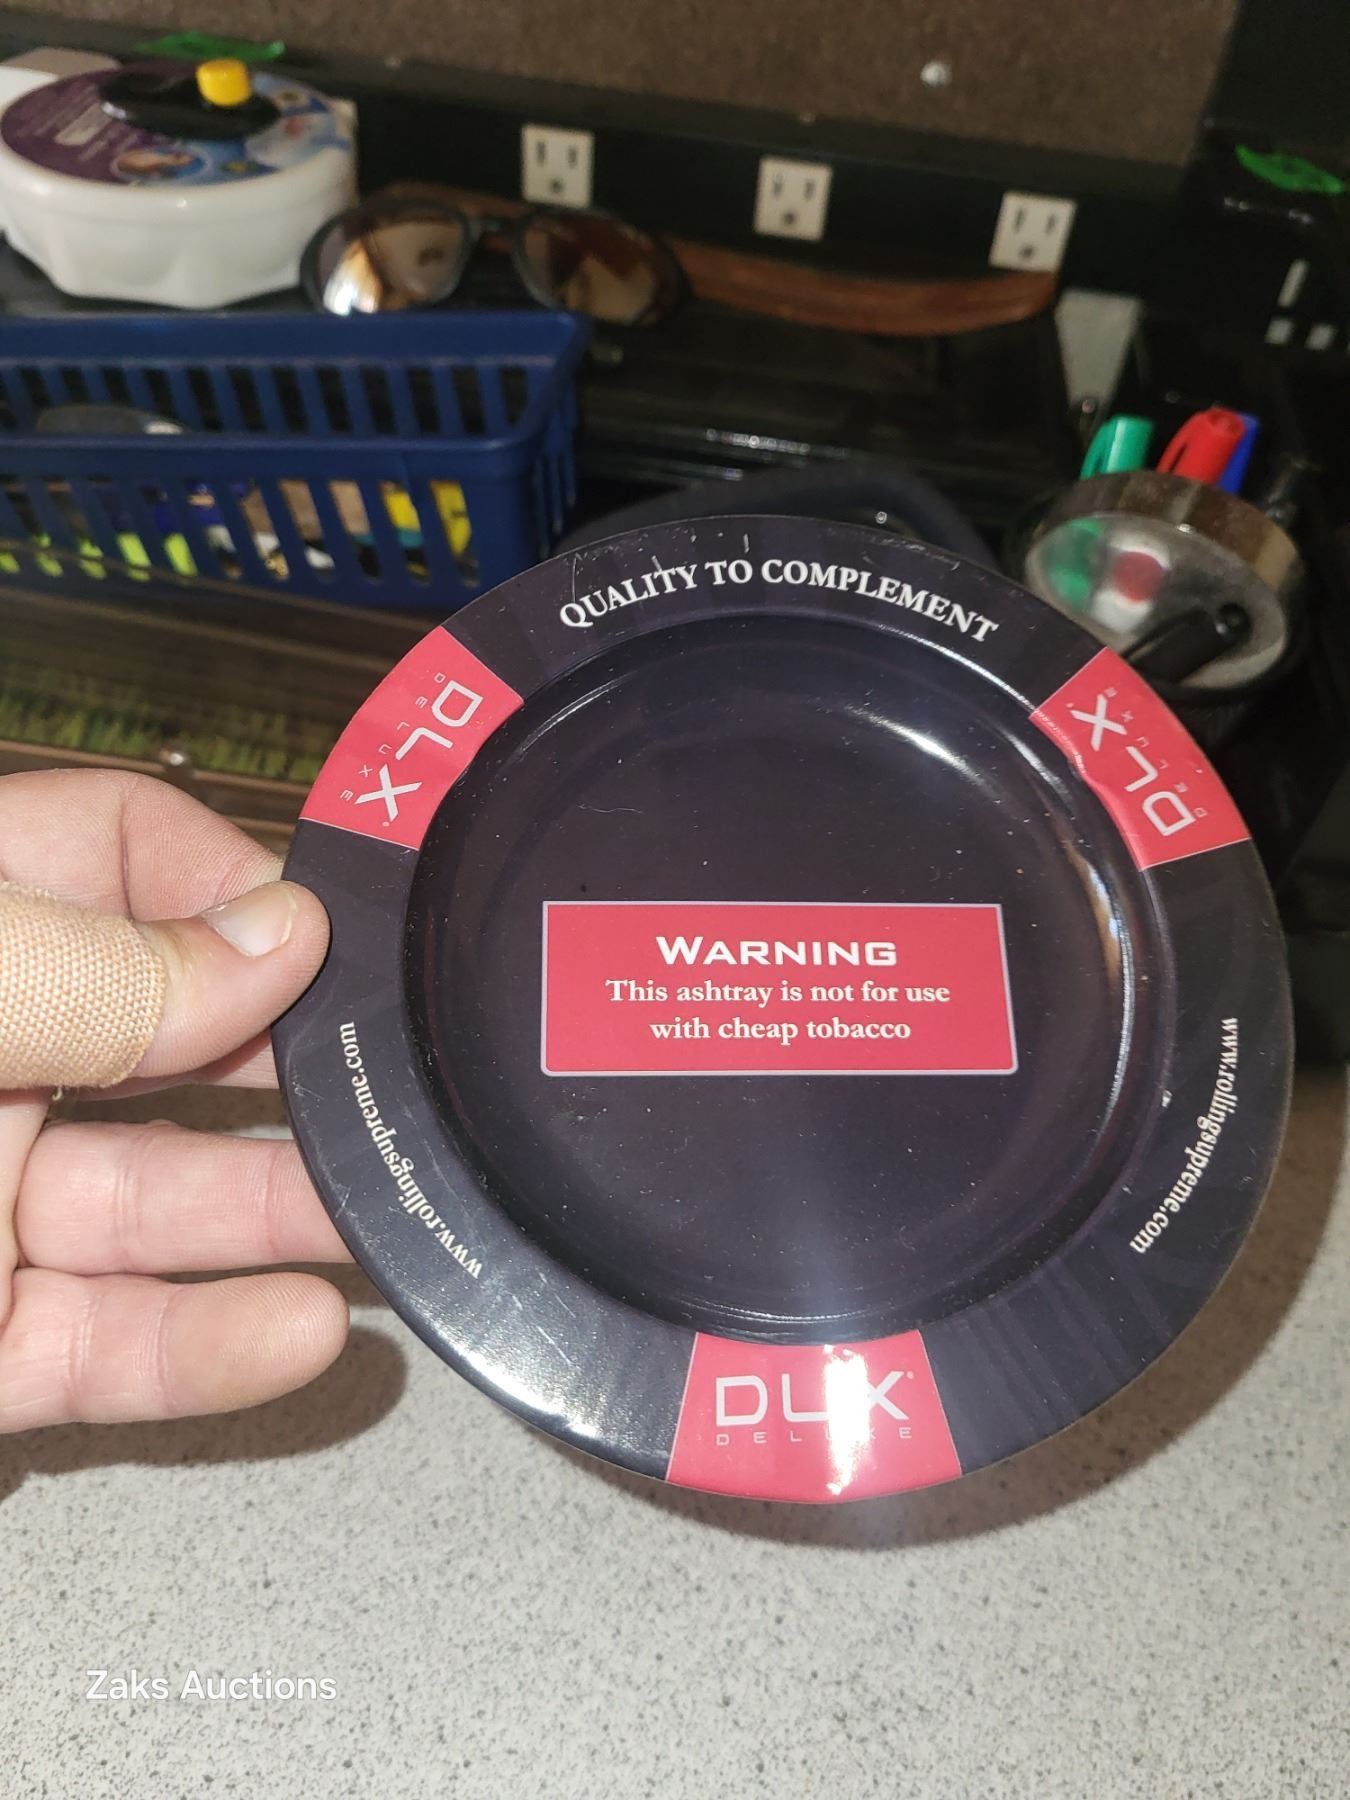 QUALITY TO COMPLEMENT
DLX
DELUXE
DLX
DELUXE
WARNING
This ashtray is not for use
with cheap tobacco
www.rollingsupreme.com
www.rollingsupreme.com
DLX
DELUXE
Zaks Auctions